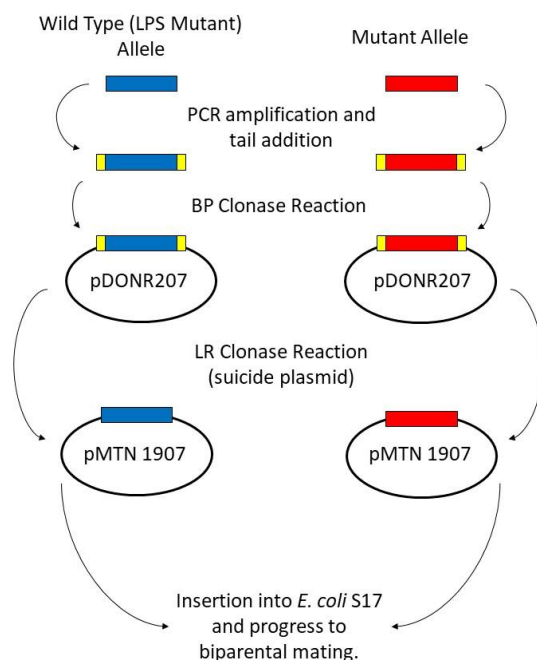 Wild Type (LPS Mutant)
Allele
Mutant Allele
PCR amplification and
tail addition
BP Clonase Reaction
pDONR207
pDONR207
LR Clonase Reaction
(suicide plasmid)
pMTN 1907
pMTN 1907
Insertion into E. coli S17
and progress to
biparental mating.